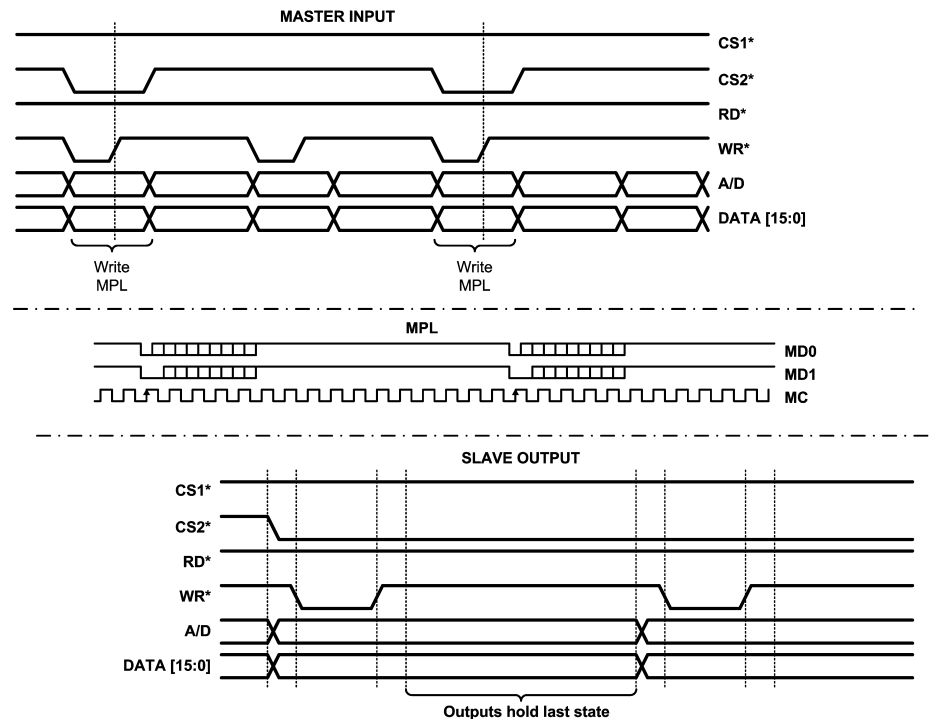 MASTER INPUT
CS1*
CS2*
RD*
WR*
A/D
DATA [15:0]
Write
MPL
Write
MPL
MPL
MD0
MD1
MC
SLAVE OUTPUT
CS1*
CS2*
RD*
WR*
A/D
DATA [15:0]
Outputs hold last state